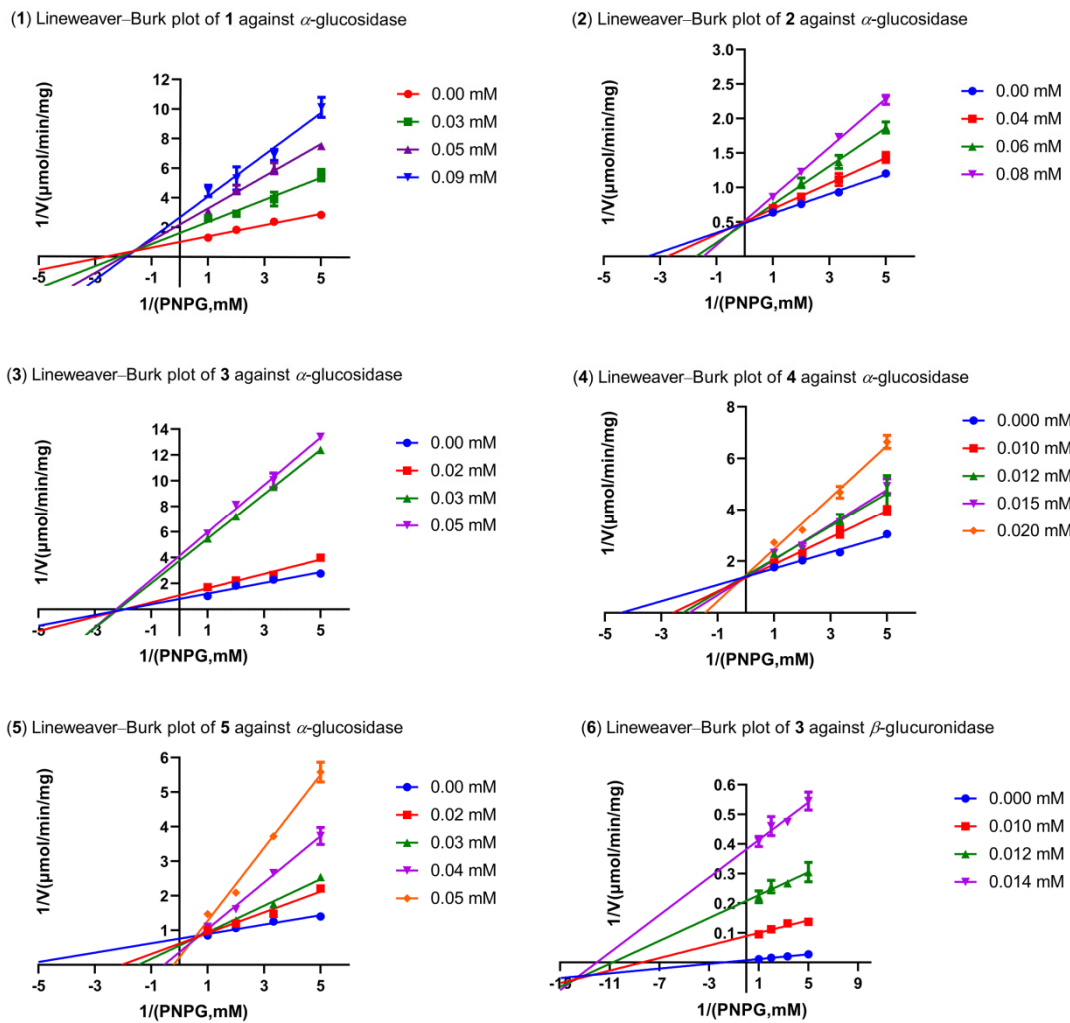 (1) Lineweaver–Burk plot of 1 against α-glucosidase
1/V(μmol/min/mg)
12
10
8
6
4
2
-5
-3
-1
1
3
5
1/(PNPG,mM)
0.00 mM
0.03 mM
0.05 mM
0.09 mM
(2) Lineweaver–Burk plot of 2 against α-glucosidase
1/V(μmol/min/mg)
3.0
2.5
2.0
1.5
1.0
0.5
-5
-3
-1
1
3
5
1/(PNPG,mM)
0.00 mM
0.04 mM
0.06 mM
0.08 mM
(3) Lineweaver–Burk plot of 3 against α-glucosidase
1/V(μmol/min/mg)
14
12
10
8
6
4
2
-5
-3
-1
1
3
5
1/(PNPG,mM)
0.00 mM
0.02 mM
0.03 mM
0.05 mM
(4) Lineweaver–Burk plot of 4 against α-glucosidase
1/V(μmol/min/mg)
8
6
4
2
-5
-3
-1
1
3
5
1/(PNPG,mM)
0.000 mM
0.010 mM
0.012 mM
0.015 mM
0.020 mM
(5) Lineweaver–Burk plot of 5 against α-glucosidase
1/V(μmol/min/mg)
6
5
4
3
2
1
-5
-3
-1
1
3
5
1/(PNPG,mM)
0.00 mM
0.02 mM
0.03 mM
0.04 mM
0.05 mM
(6) Lineweaver–Burk plot of 3 against β-glucuronidase
1/V(μmol/min/mg)
0.6
0.5
0.4
0.3
0.2
0.1
-15
-11
-7
-3
1
5
9
1/(PNPG,mM)
0.000 mM
0.010 mM
0.012 mM
0.014 mM